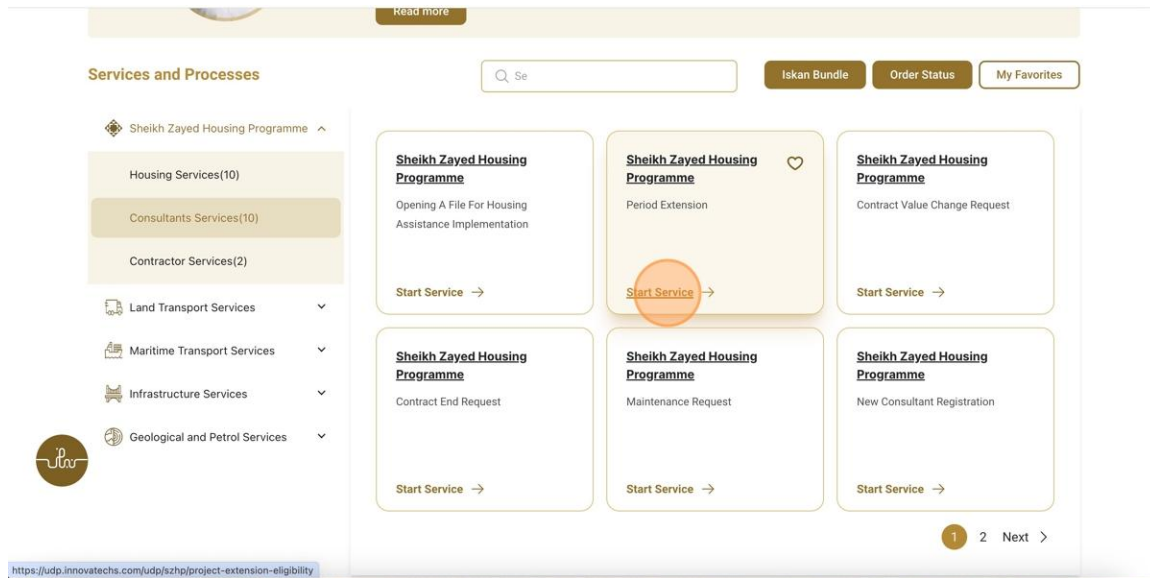 Read more
Services and Processes
Se
Iskan Bundle
Order Status
My Favorites
Sheikh Zayed Housing Programme
Housing Services(10)
Consultants Services(10)
Contractor Services(2)
Land Transport Services
Maritime Transport Services
Infrastructure Services
Geological and Petrol Services
Sheikh Zayed Housing
Programme
Opening A File For Housing
Assistance Implementation
Start Service
Sheikh Zayed Housing
Programme
Period Extension
Start Service
Sheikh Zayed Housing
Programme
Contract Value Change Request
Start Service
Sheikh Zayed Housing
Programme
Contract End Request
Start Service
Sheikh Zayed Housing
Programme
Maintenance Request
Start Service
Sheikh Zayed Housing
Programme
New Consultant Registration
Start Service
1 2 Next
https://udp.innovatechs.com/udp/szhp/project-extension-eligibility